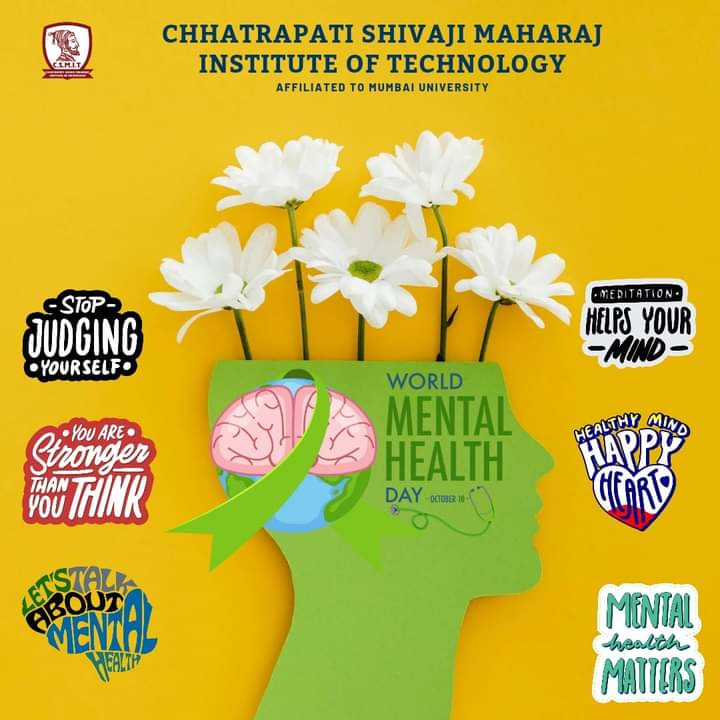 CHHATRAPATI SHIVAJI MAHARAJ
INSTITUTE OF TECHNOLOGY
AFFILIATED TO MUMBAI UNIVERSITY
C.S.M.I.T.
-STOP-
JUDGING
•YOURSELF•
•YOU ARE•
Stronger
THAN
YOU THINK
LET'S TALK
ABOUT
MENTAL
HEALTH
WORLD
MENTAL
HEALTH
DAY -OCTOBER 10-
•MEDITATION•
HELPS YOUR
-MIND-
HEALTHY MIND
HAPPY
HEART
MENTAL
health
MATTERS